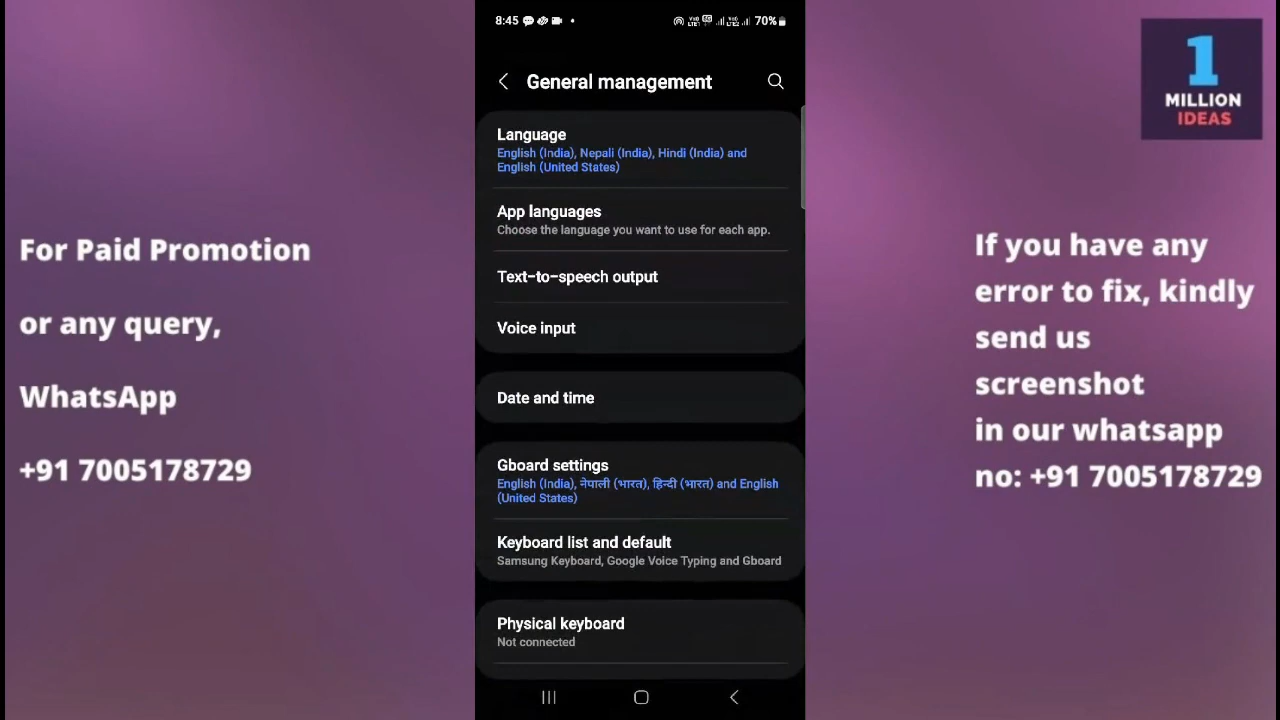 For Paid Promotion
or any query,
WhatsApp
+91 7005178729
8:45
70%
General management
Language
English (India), Nepali (India), Hindi (India) and
English (United States)
App languages
Choose the language you want to use for each app.
Text-to-speech output
Voice input
Date and time
Gboard settings
English (India), नेपाली (भारत), हिन्दी (भारत) and English
(United States)
Keyboard list and default
Samsung Keyboard, Google Voice Typing and Gboard
Physical keyboard
Not connected
1
MILLION
IDEAS
If you have any
error to fix, kindly
send us
screenshot
in our whatsapp
no: +91 7005178729